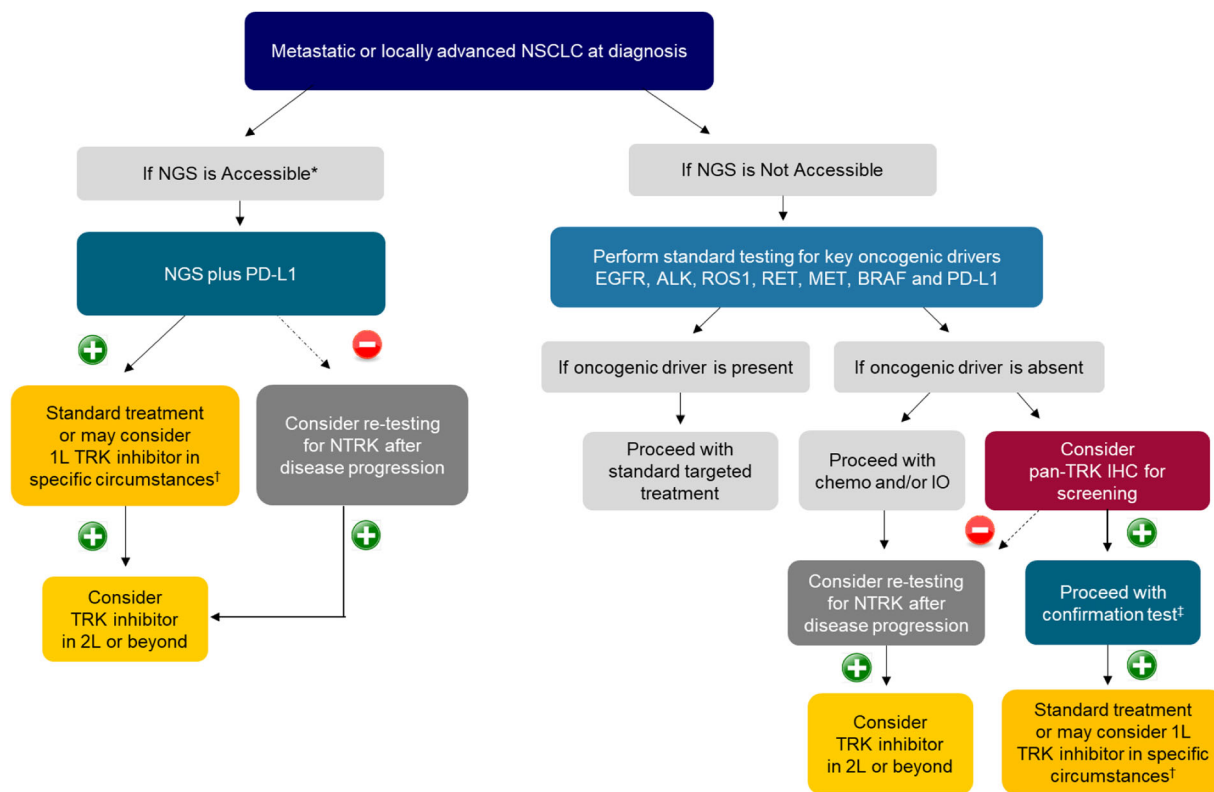 Metastatic or locally advanced NSCLC at diagnosis
If NGS is Accessible*
If NGS is Not Accessible
NGS plus PD-L1
Perform standard testing for key oncogenic drivers
EGFR, ALK, ROS1, RET, MET, BRAF and PD-L1
If oncogenic driver is present
If oncogenic driver is absent
Standard treatment
or may consider
1L TRK inhibitor in
specific circumstances†
Consider re-testing
for NTRK after
disease progression
Proceed with
standard targeted
treatment
Proceed with
chemo and/or IO
Consider
pan-TRK IHC for
screening
Consider
TRK inhibitor
in 2L or beyond
Consider re-testing
for NTRK after
disease progression
Proceed with
confirmation test‡
Consider
TRK inhibitor
in 2L or beyond
Standard treatment
or may consider 1L
TRK inhibitor in specific
circumstances†